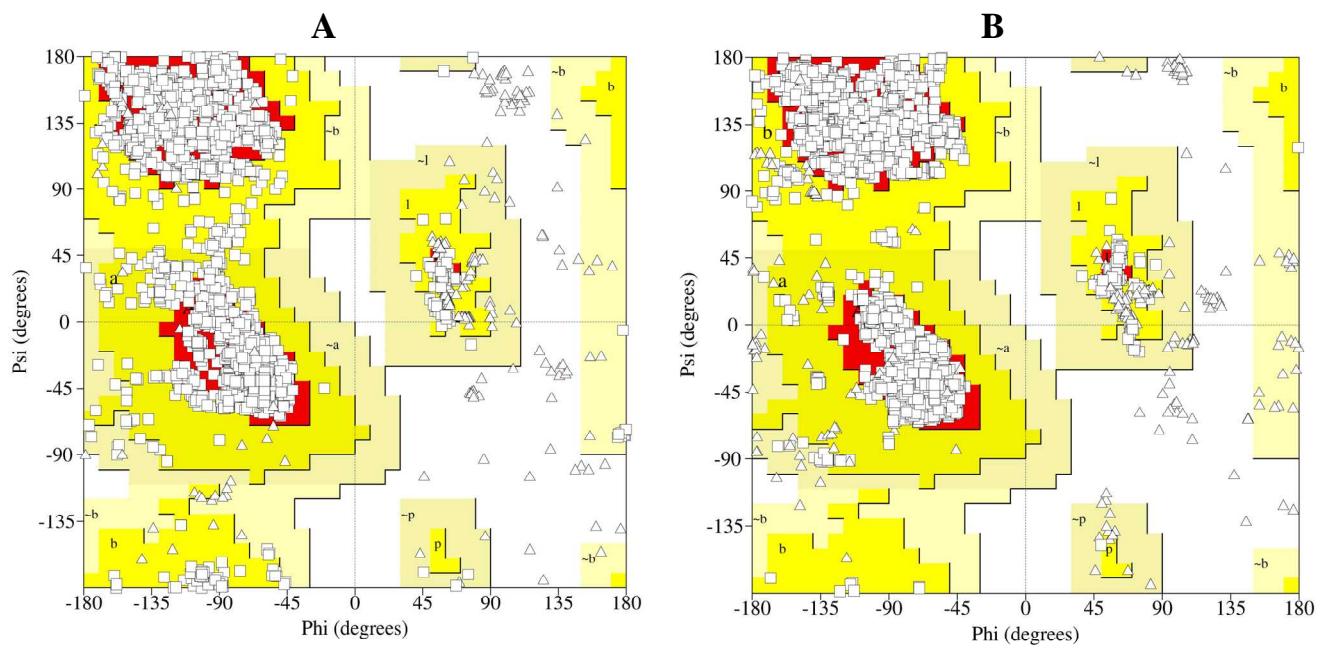 A
B
180
135
90
45
0
-45
-90
-135
-180
-135
-90
-45
0
45
90
135
180
Psi (degrees)
Phi (degrees)
~b
b
~b
~l
l
a
~a
~b
b
~p
p
~b
180
135
90
45
0
-45
-90
-135
-180
-180
-135
-90
-45
0
45
90
135
180
Psi (degrees)
Phi (degrees)
~b
b
b
~b
~l
l
a
~a
~b
b
~p
p
~b